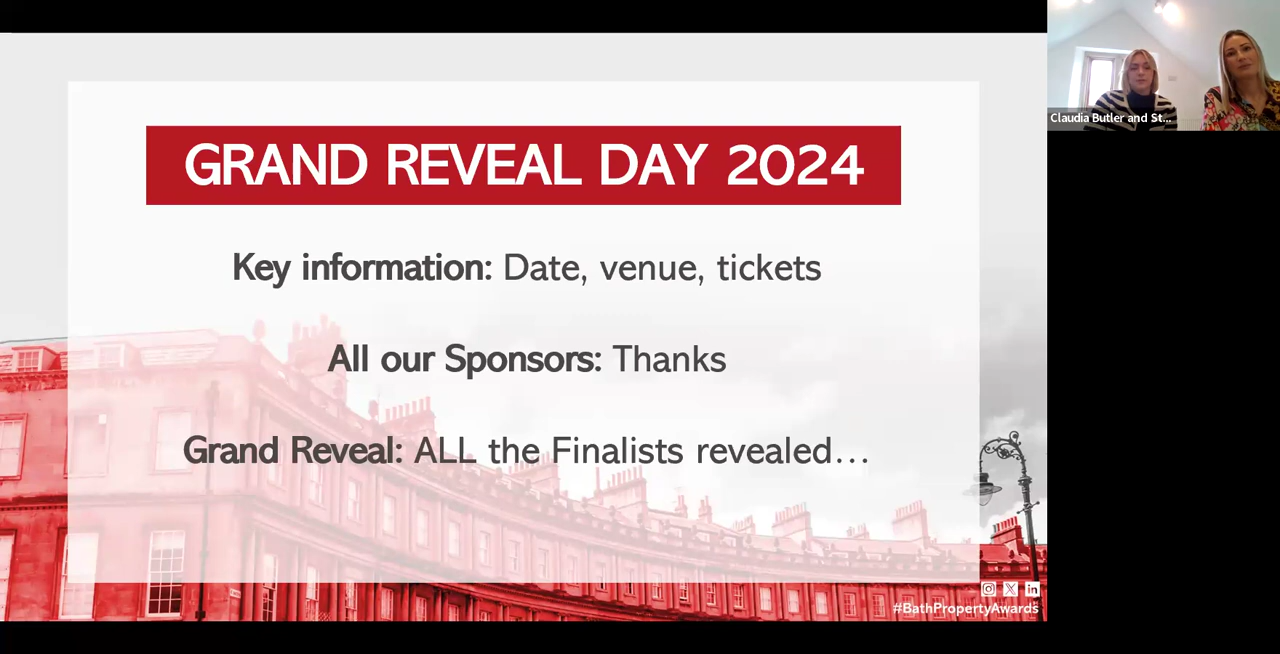 GRAND REVEAL DAY 2024
Key information: Date, venue, tickets
All our Sponsors: Thanks
Grand Reveal: ALL the Finalists revealed...
#BathPropertyAwards
Claudia Butler and St...